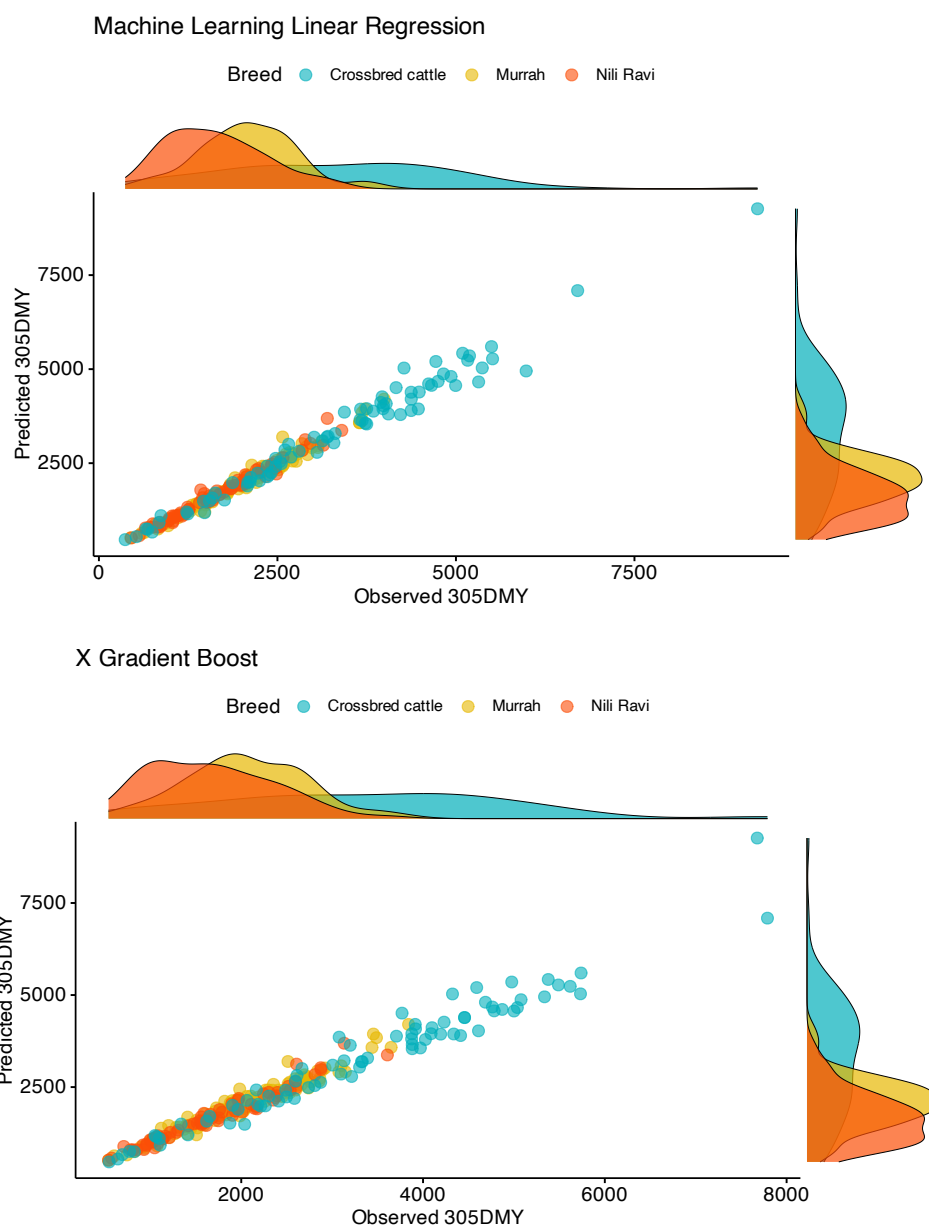 Machine Learning Linear Regression
Breed Crossbred cattle Murrah Nili Ravi
7500
5000
2500
Predicted 305DMY
0 2500 5000 7500
Observed 305DMY
X Gradient Boost
Breed Crossbred cattle Murrah Nili Ravi
7500
5000
2500
Predicted 305DMY
2000 4000 6000 8000
Observed 305DMY